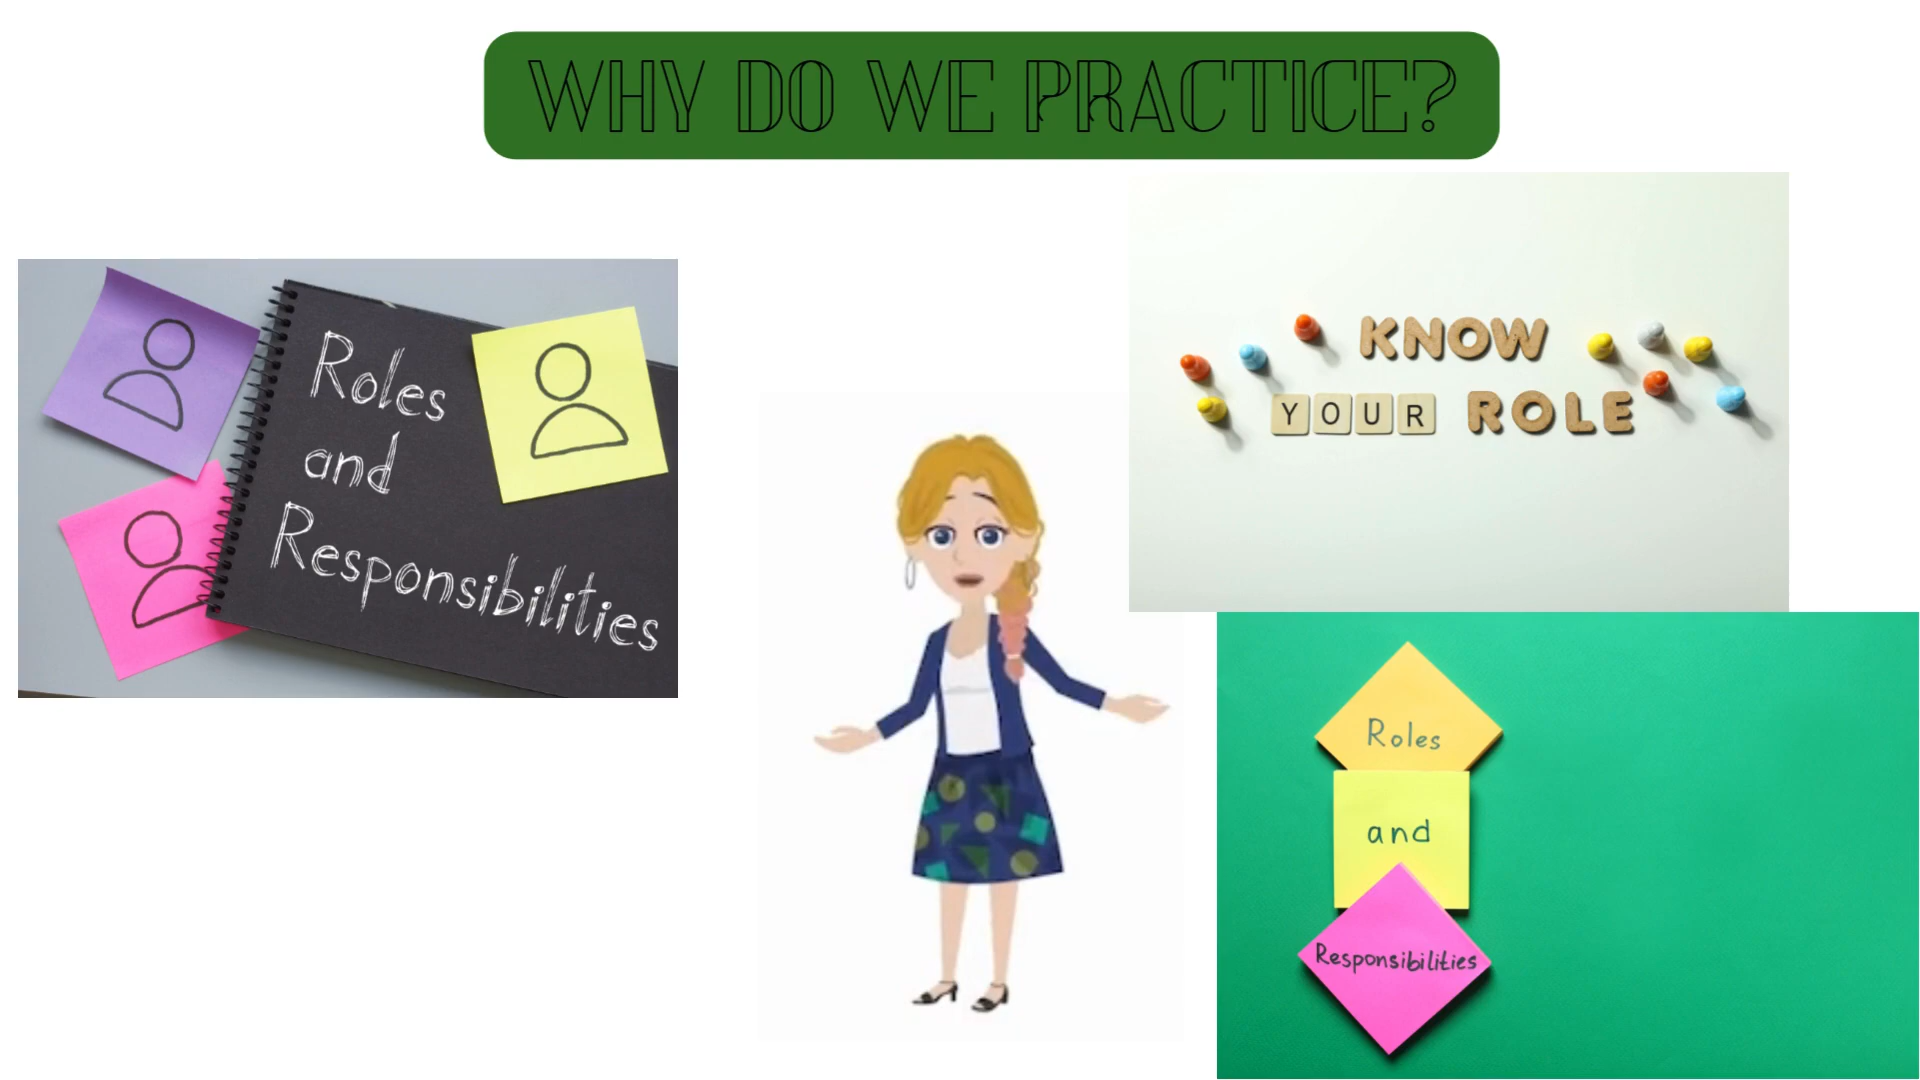 WHY DO WE PRACTICE?
Roles
and
Responsibilities
KNOW
YOUR ROLE
Roles
and
Responsibilities